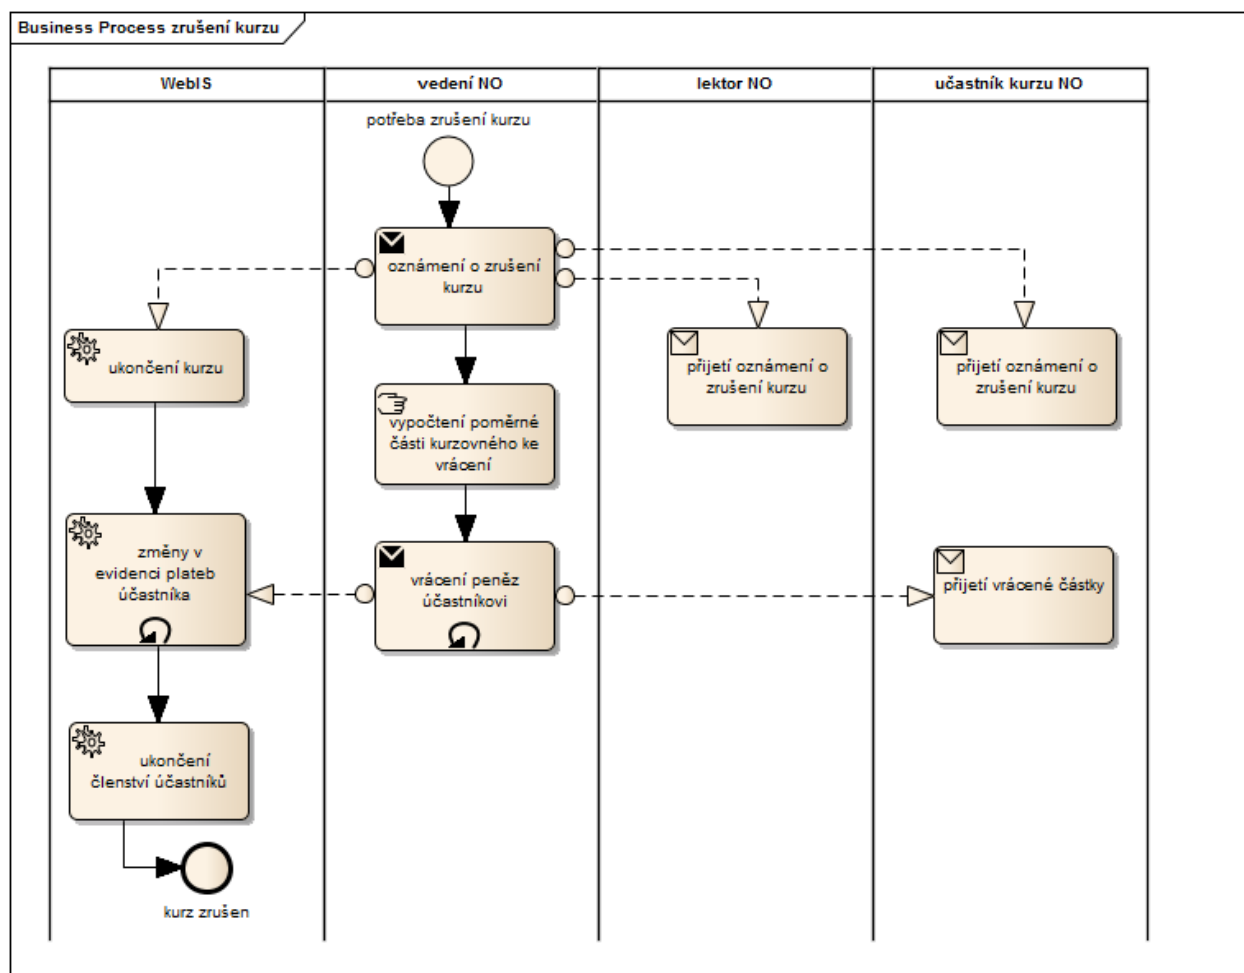 Business Process zrušení kurzu
WebIS
vedení NO
lektor NO
učastník kurzu NO
potřeba zrušení kurzu
oznámení o zrušení
kurzu
ukončení kurzu
přijetí oznámení o
zrušení kurzu
přijetí oznámení o
zrušení kurzu
vypočtení poměrné
části kurzovného ke
vrácení
změny v
evidenci plateb
účastníka
vrácení peněz
účastníkovi
přijetí vrácené částky
ukončení
členství účastníků
kurz zrušen